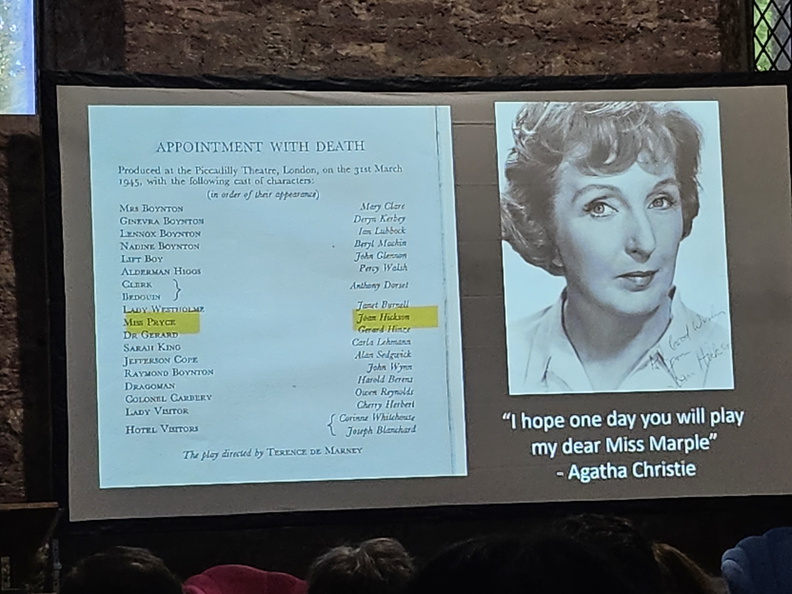 APPOINTMENT WITH DEATH
Produced at the Piccadilly Theatre, London, on the 31st March
1945, with the following cast of characters:
(in order of their appearance)
MRS BOYNTON Mary Clare
GINEVRA BOYNTON Deryn Kerbey
LENNOX BOYNTON Ian Lubbock
NADINE BOYNTON Beryl Machin
LIFT BOY John Glennon
ALDERMAN HIGGS Percy Walsh
CLERK } Anthony Dorset
BEDOUIN
LADY WESTHOLME Janet Burnell
MISS PRYCE Joan Hickson
DR GERARD Gerard Hinze
SARAH KING Carla Lehmann
JEFFERSON COPE Alan Sedgwick
RAYMOND BOYNTON John Wynn
DRAGOMAN Harold Berens
COLONEL CARBERY Owen Reynolds
LADY VISITOR Cherry Herbert
HOTEL VISITORS { Corinne Whitehouse
Joseph Blanchard
The play directed by TERENCE DE MARNEY
from
“I hope one day you will play
my dear Miss Marple”
- Agatha Christie